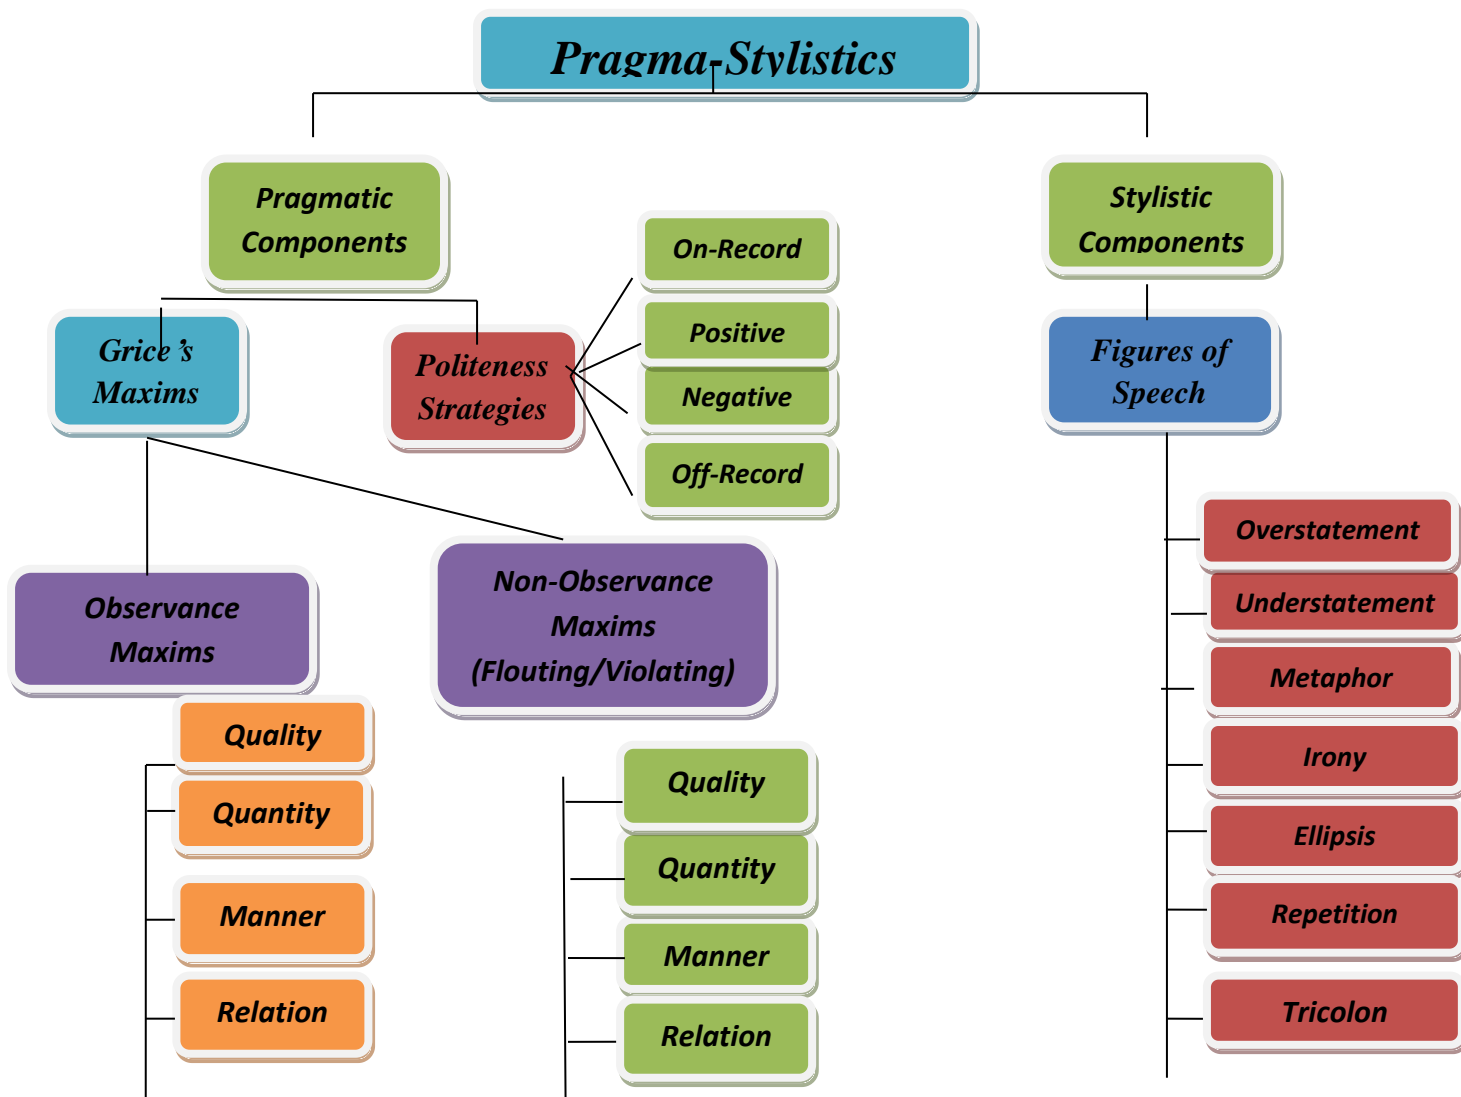 Pragma-Stylistics
Pragmatic
Components
Stylistic
Components
On-Record
Positive
Negative
Off-Record
Grice's
Maxims
Politeness
Strategies
Figures of
Speech
Observance
Maxims
Non-Observance
Maxims
(Flouting/Violating)
Quality
Quantity
Manner
Relation
Quality
Quantity
Manner
Relation
Overstatement
Understatement
Metaphor
Irony
Ellipsis
Repetition
Tricolon